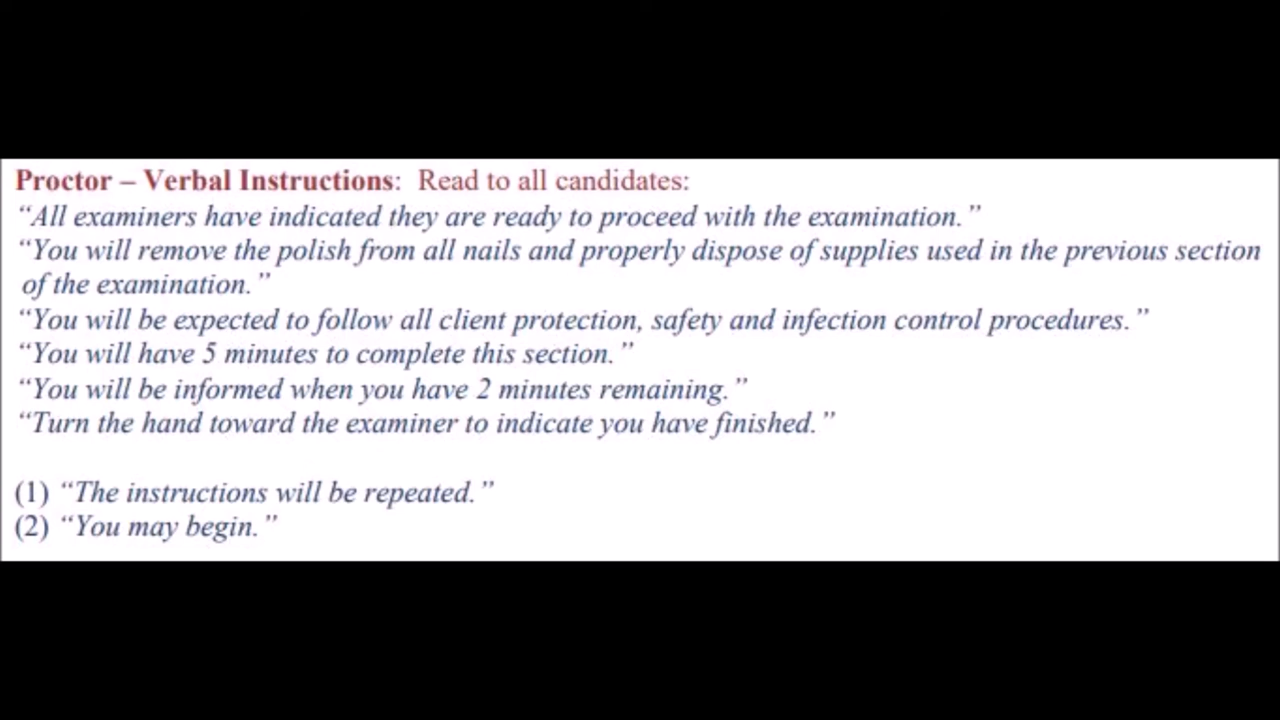 Proctor – Verbal Instructions:  Read to all candidates:
“All examiners have indicated they are ready to proceed with the examination.”
“You will remove the polish from all nails and properly dispose of supplies used in the previous section
of the examination.”
“You will be expected to follow all client protection, safety and infection control procedures.”
“You will have 5 minutes to complete this section.”
“You will be informed when you have 2 minutes remaining.”
“Turn the hand toward the examiner to indicate you have finished.”
(1) “The instructions will be repeated.”
(2) “You may begin.”